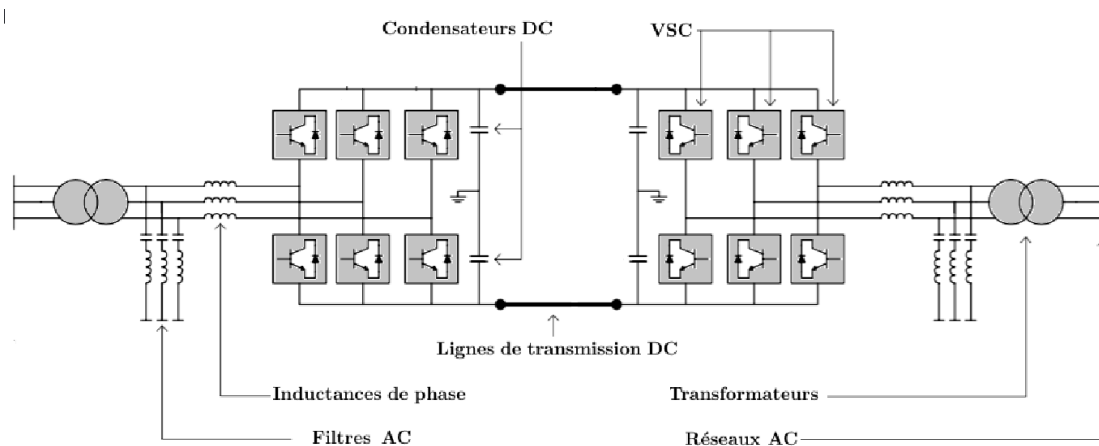 Condensateurs DC
VSC
Lignes de transmission DC
Inductances de phase
Transformateurs
Filtres AC
Réseaux AC